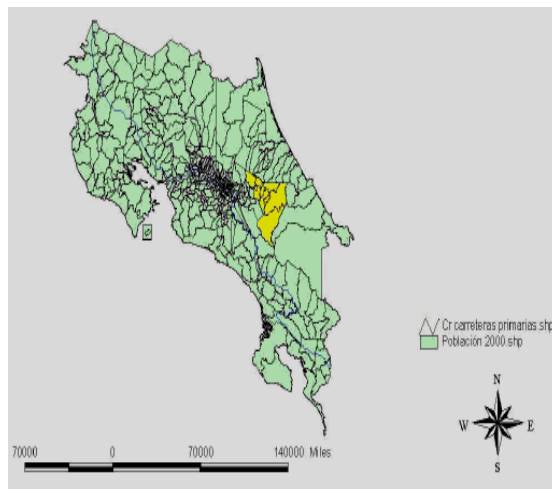 Cr carreteras primarias.shp
Población 2000.shp
N
W E
S
70000 0 70000 140000 Miles